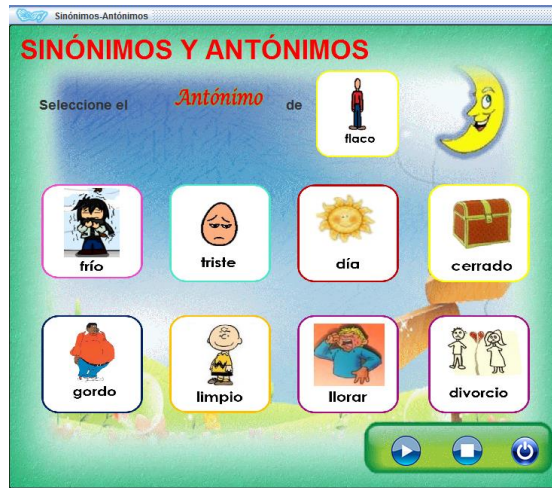 Sinónimos-Antónimos
SINÓNIMOS Y ANTÓNIMOS
Seleccione el Antónimo de
flaco
frío
triste
día
cerrado
gordo
limpio
llorar
divorcio